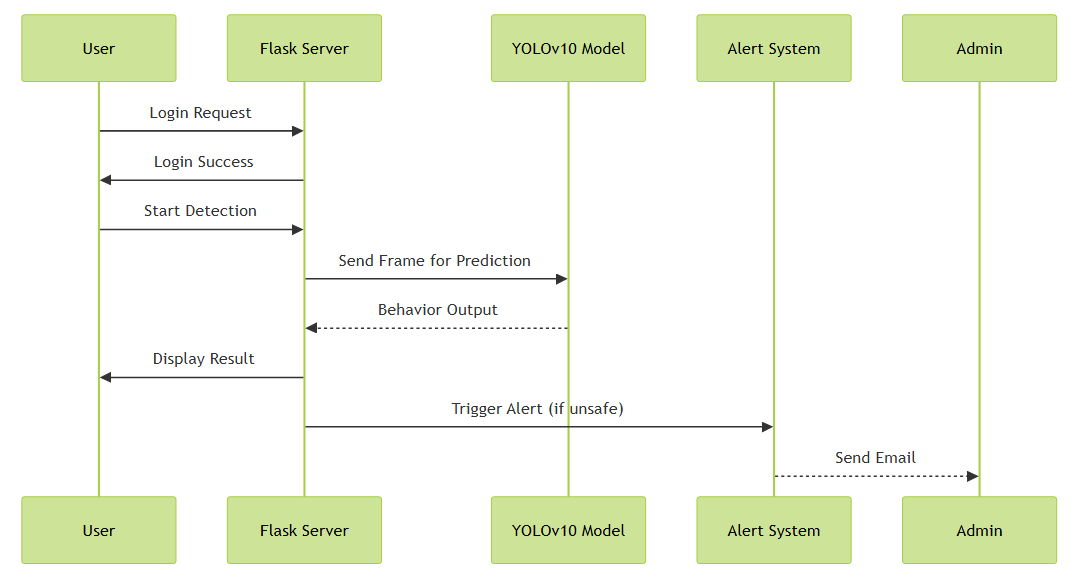 User
Flask Server
YOLOv10 Model
Alert System
Admin
Login Request
Login Success
Start Detection
Send Frame for Prediction
Behavior Output
Display Result
Trigger Alert (if unsafe)
Send Email
User
Flask Server
YOLOv10 Model
Alert System
Admin